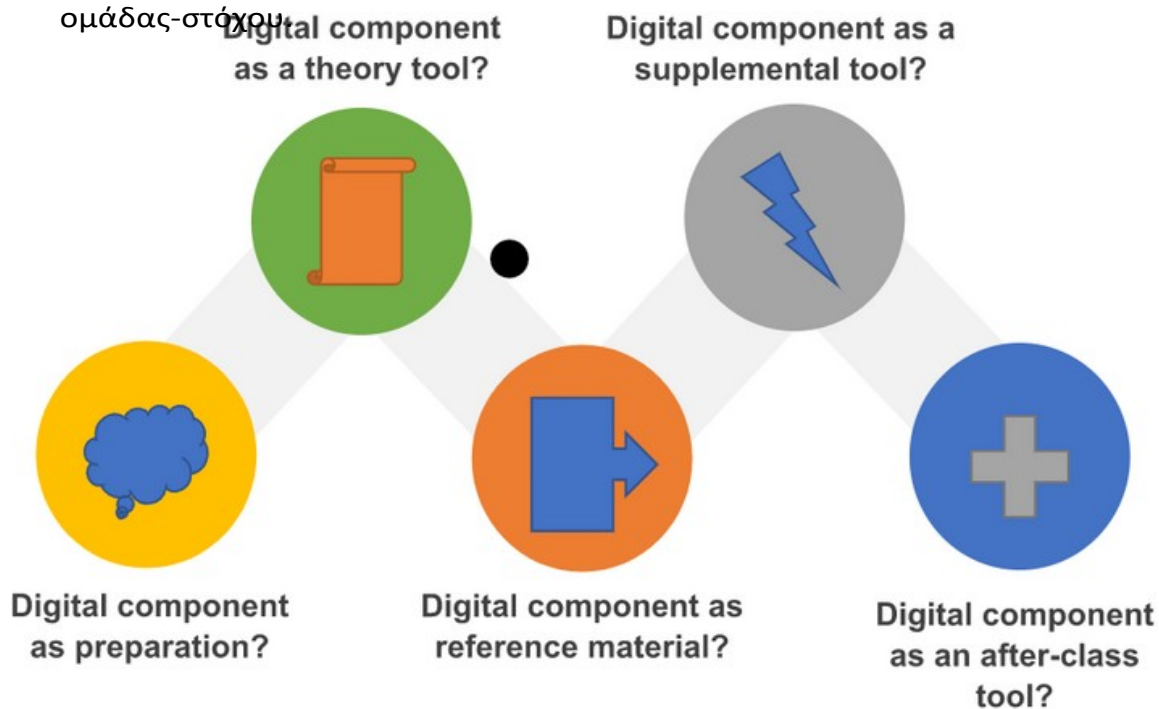 ομάδας-στόχου.
Digital component
as a theory tool?
Digital component as a
supplemental tool?
Digital component
as preparation?
Digital component as
reference material?
Digital component
as an after-class
tool?